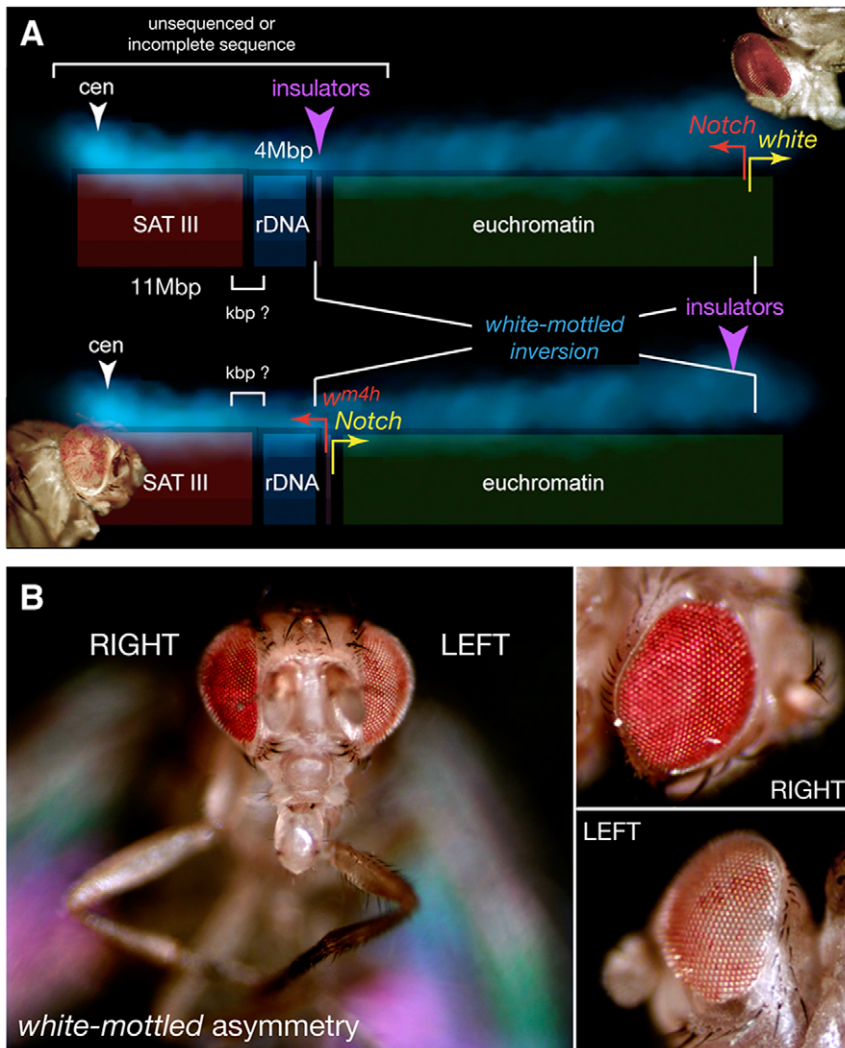 A
unsequenced or
incomplete sequence
cen
insulators
4Mbp
Notch
white
SAT III
rDNA
euchromatin
11Mbp
kbp ?
white-mottled
inversion
insulators
cen
kbp ?
wm4h
Notch
SAT III
rDNA
euchromatin
B
RIGHT
LEFT
RIGHT
LEFT
white-mottled asymmetry